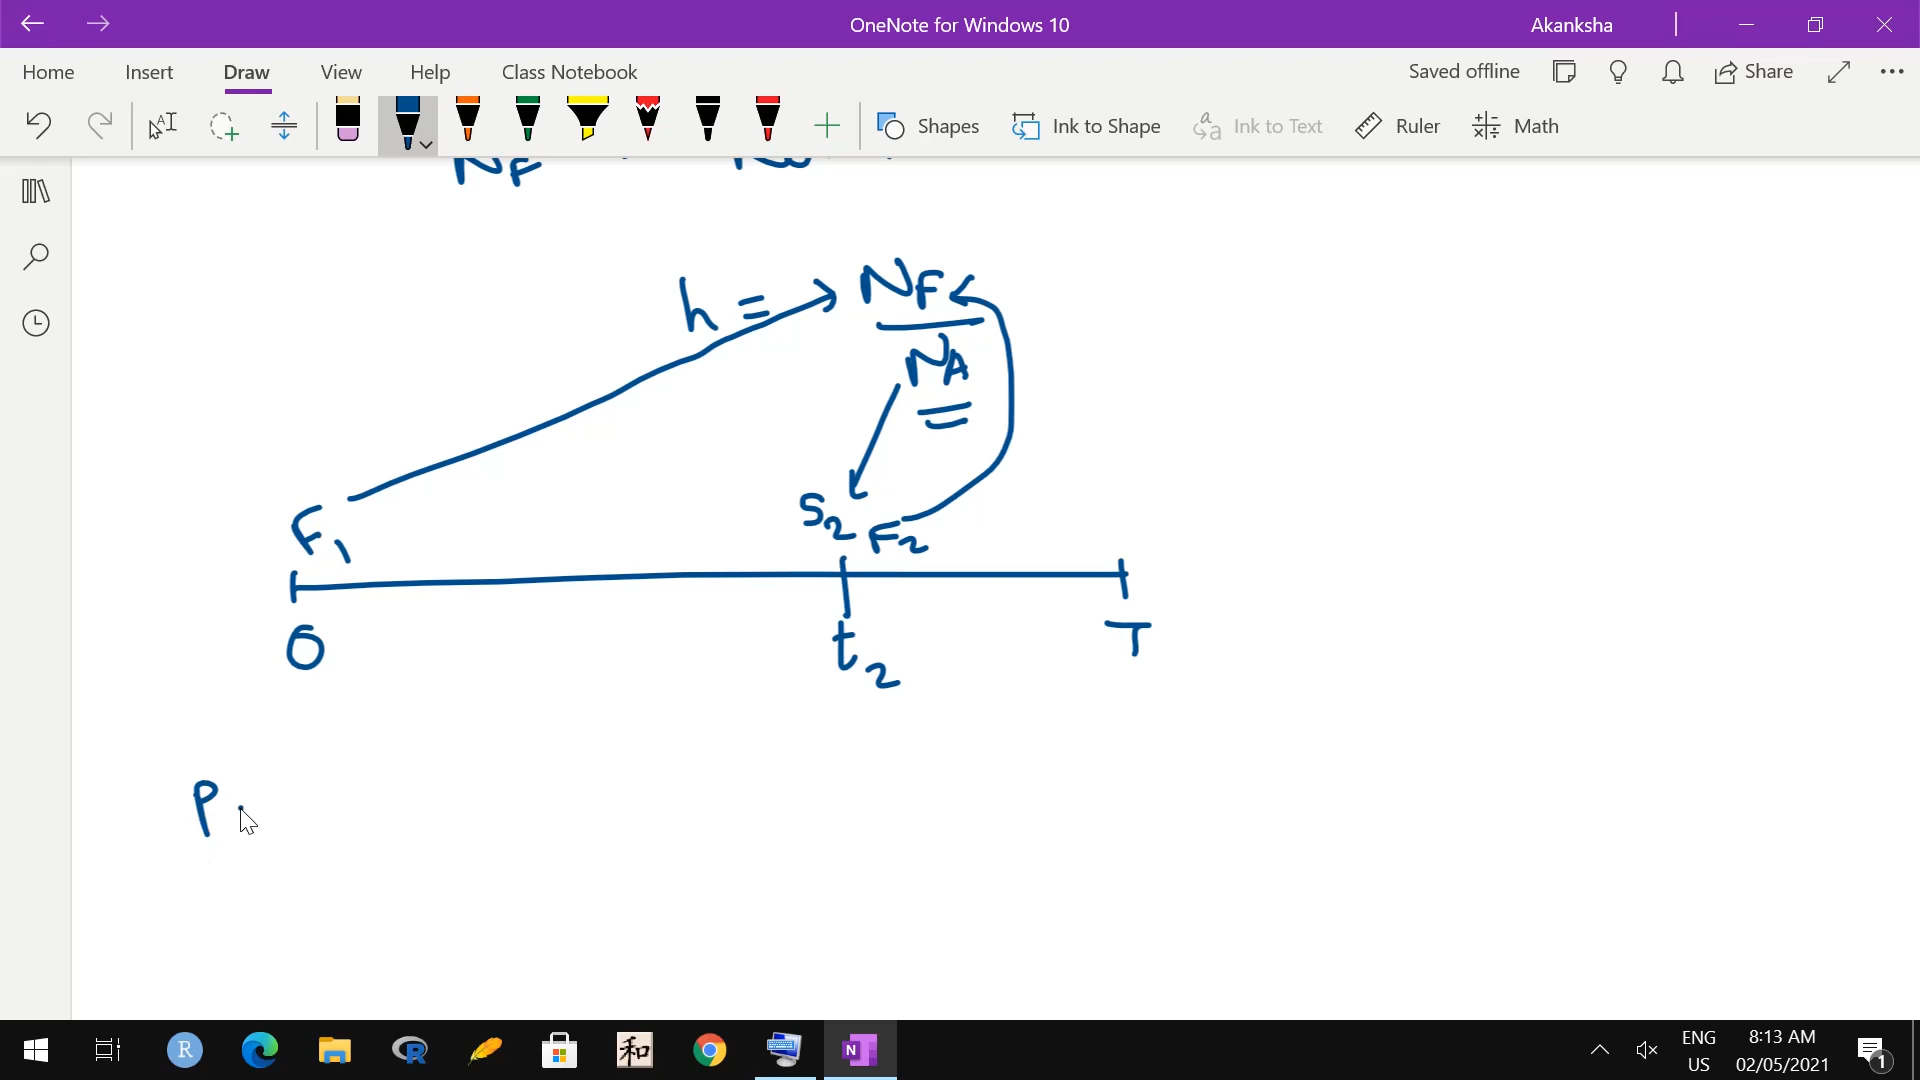 OneNote for Windows 10 Akanksha
Home Insert Draw View Help Class Notebook Saved offline Share
Shapes Ink to Shape Ink to Text Ruler Math
NF
h = NF
NA
F1 S2 F2
0 t2 T
P
ENG 8:13 AM
US 02/05/2021 1